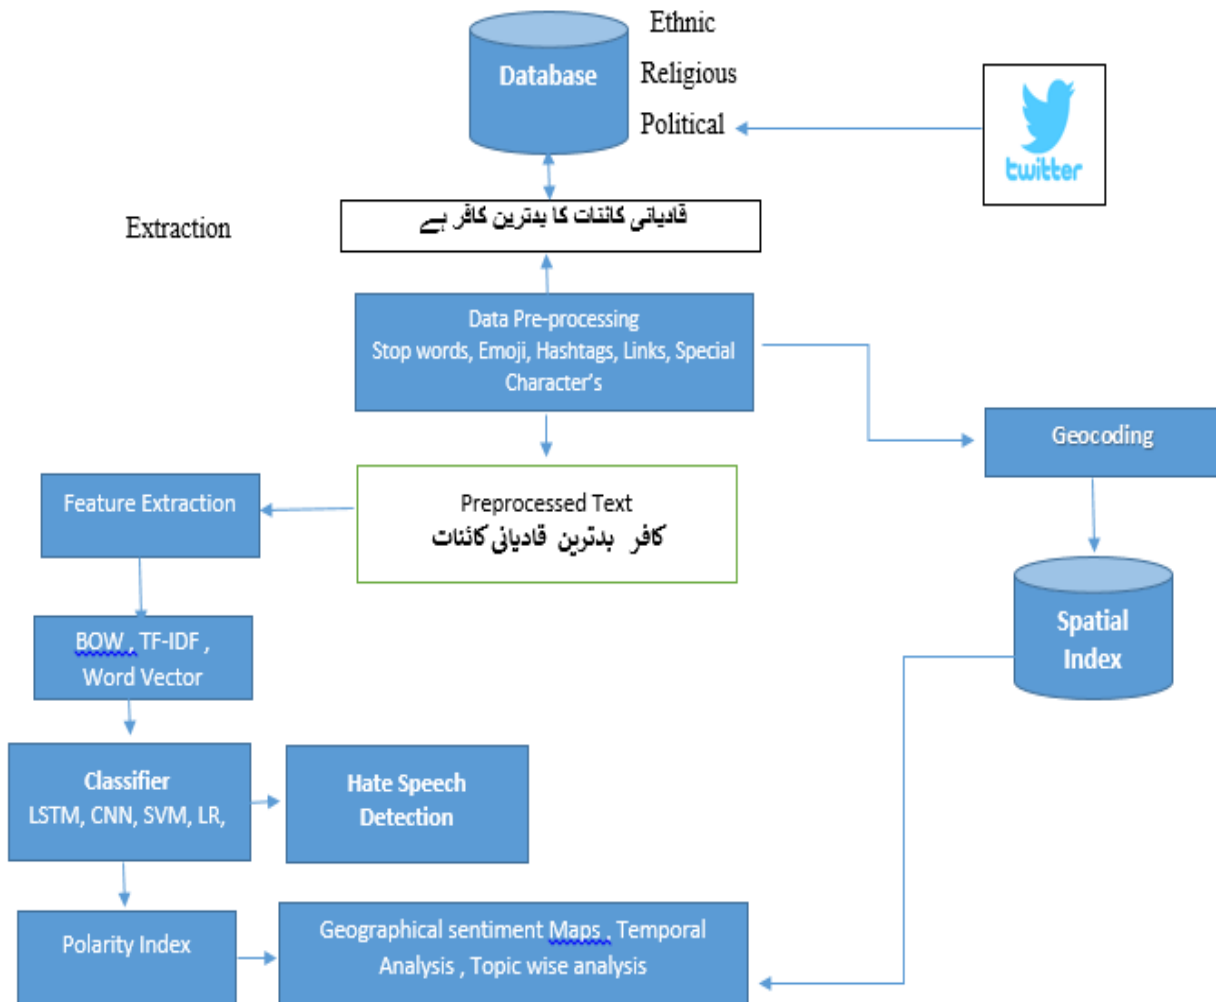 Ethnic
Database
Religious
Political
twitter
Extraction
قادیانی کائنات کا بدترین کافر ہے
Data Pre-processing
Stop words, Emoji, Hashtags, Links, Special
Character's
Geocoding
Feature Extraction
Preprocessed Text
کافر بدترین قادیانی کائنات
BOW , TF-IDF ,
Word Vector
Spatial
Index
Classifier
LSTM, CNN, SVM, LR,
Hate Speech
Detection
Polarity Index
Geographical sentiment Maps , Temporal
Analysis , Topic wise analysis